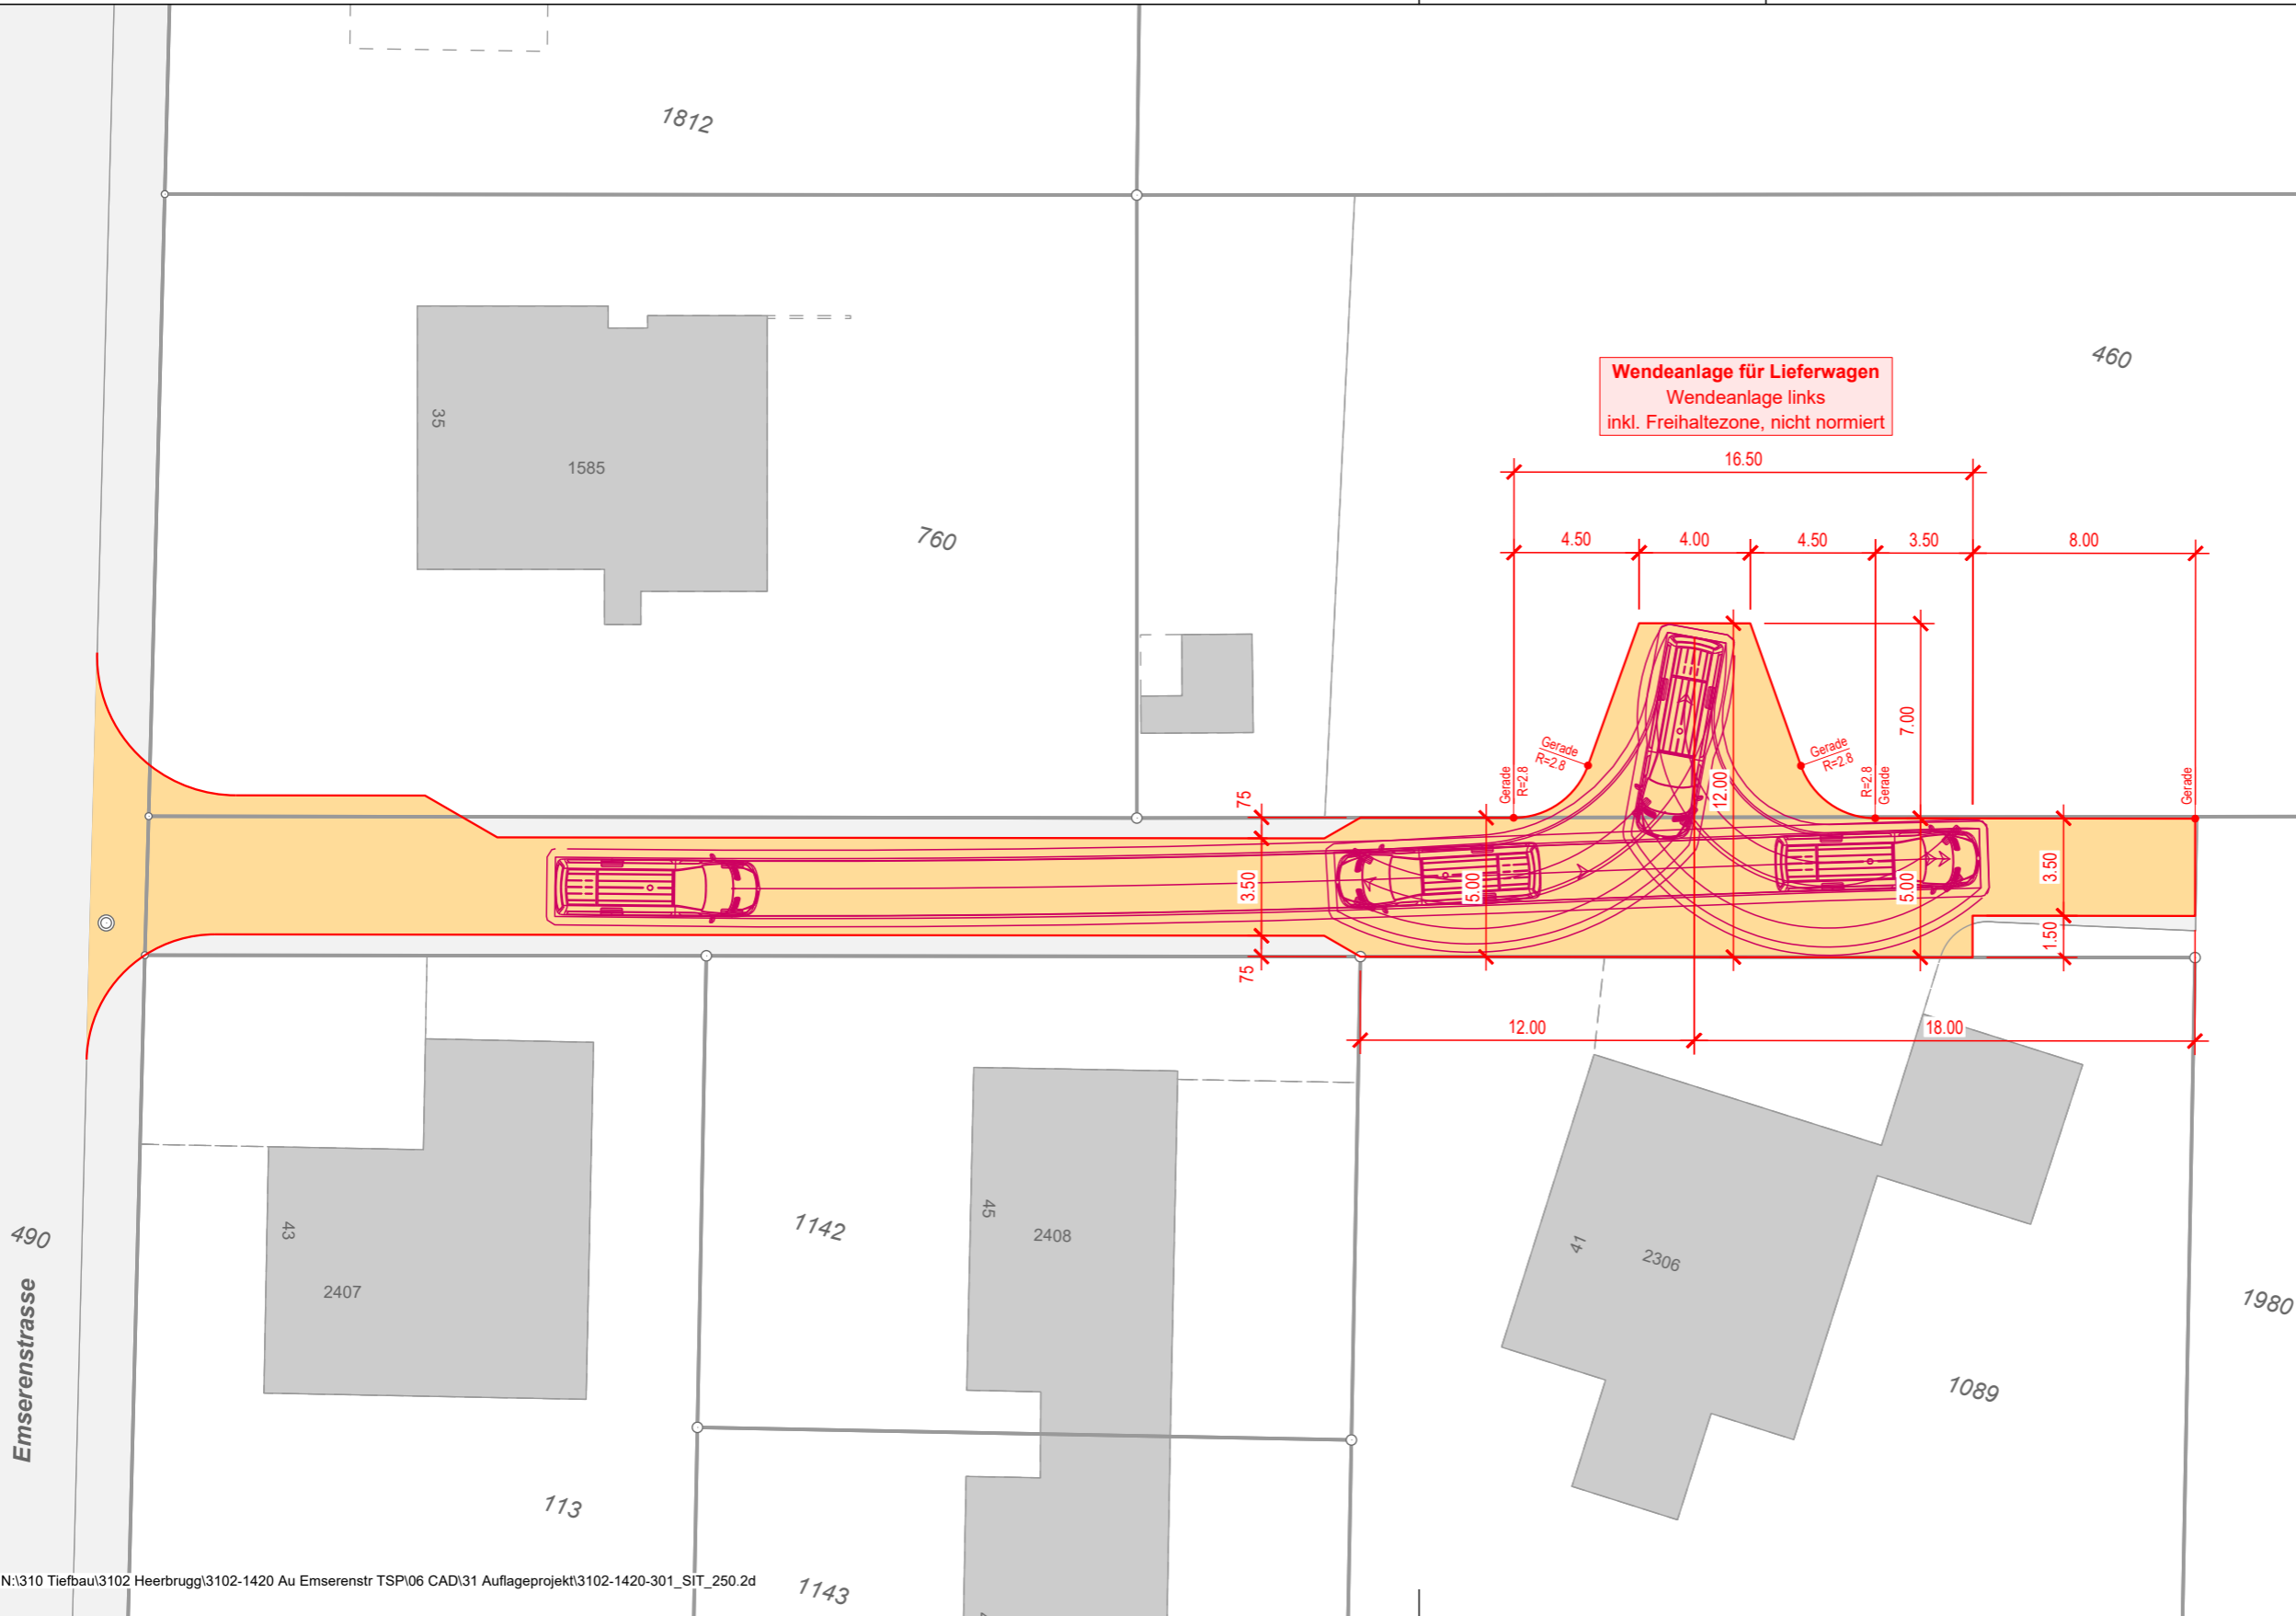 1812
460
Wendeanlage für Lieferwagen
Wendeanlage links
inkl. Freihaltezone, nicht normiert
35
1585
760
16.50
4.50
4.00
4.50
3.50
8.00
7.00
Gerade
R=2.8
Gerade
R=2.8
Gerade
R=2.8
R=2.8
Gerade
Gerade
12.00
75
3.50
75
5.00
5.00
3.50
1.50
12.00
18.00
490
Emserenstrasse
43
2407
1142
45
2408
41
2306
1980
1089
113
1143
N:\310 Tiefbau\3102 Heerbrugg\3102-1420 Au Emserenstr TSP\06 CAD\31 Auflageprojekt\3102-1420-301_SIT_250.2d